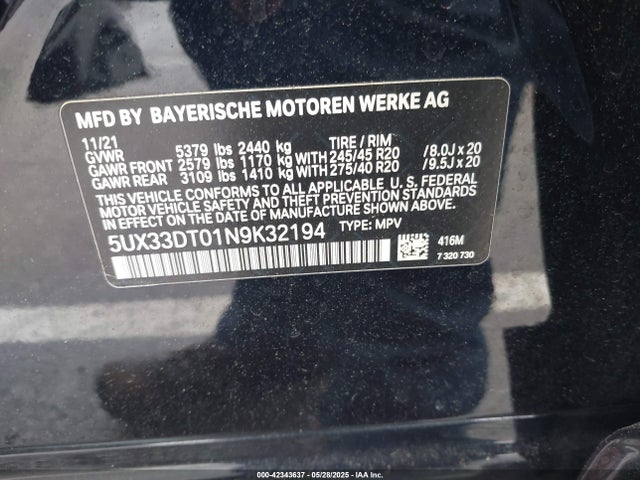 MFD BY BAYERISCHE MOTOREN WERKE AG
11/21 TIRE / RIM
GVWR 5379 lbs 2440 kg
GAWR FRONT 2579 lbs 1170 kg WITH 245/45 R20 /8.0J x 20
GAWR REAR 3109 lbs 1410 kg WITH 275/40 R20 /9.5J x 20
THIS VEHICLE CONFORMS TO ALL APPLICABLE U. S. FEDERAL
MOTOR VEHICLE SAFETY AND THEFT PREVENTION STANDARDS
IN EFFECT ON THE DATE OF MANUFACTURE SHOWN ABOVE.
5UX33DT01N9K32194 TYPE: MPV
416M
7 320 730
000-42343637 - 05/28/2025 - IAA Inc.